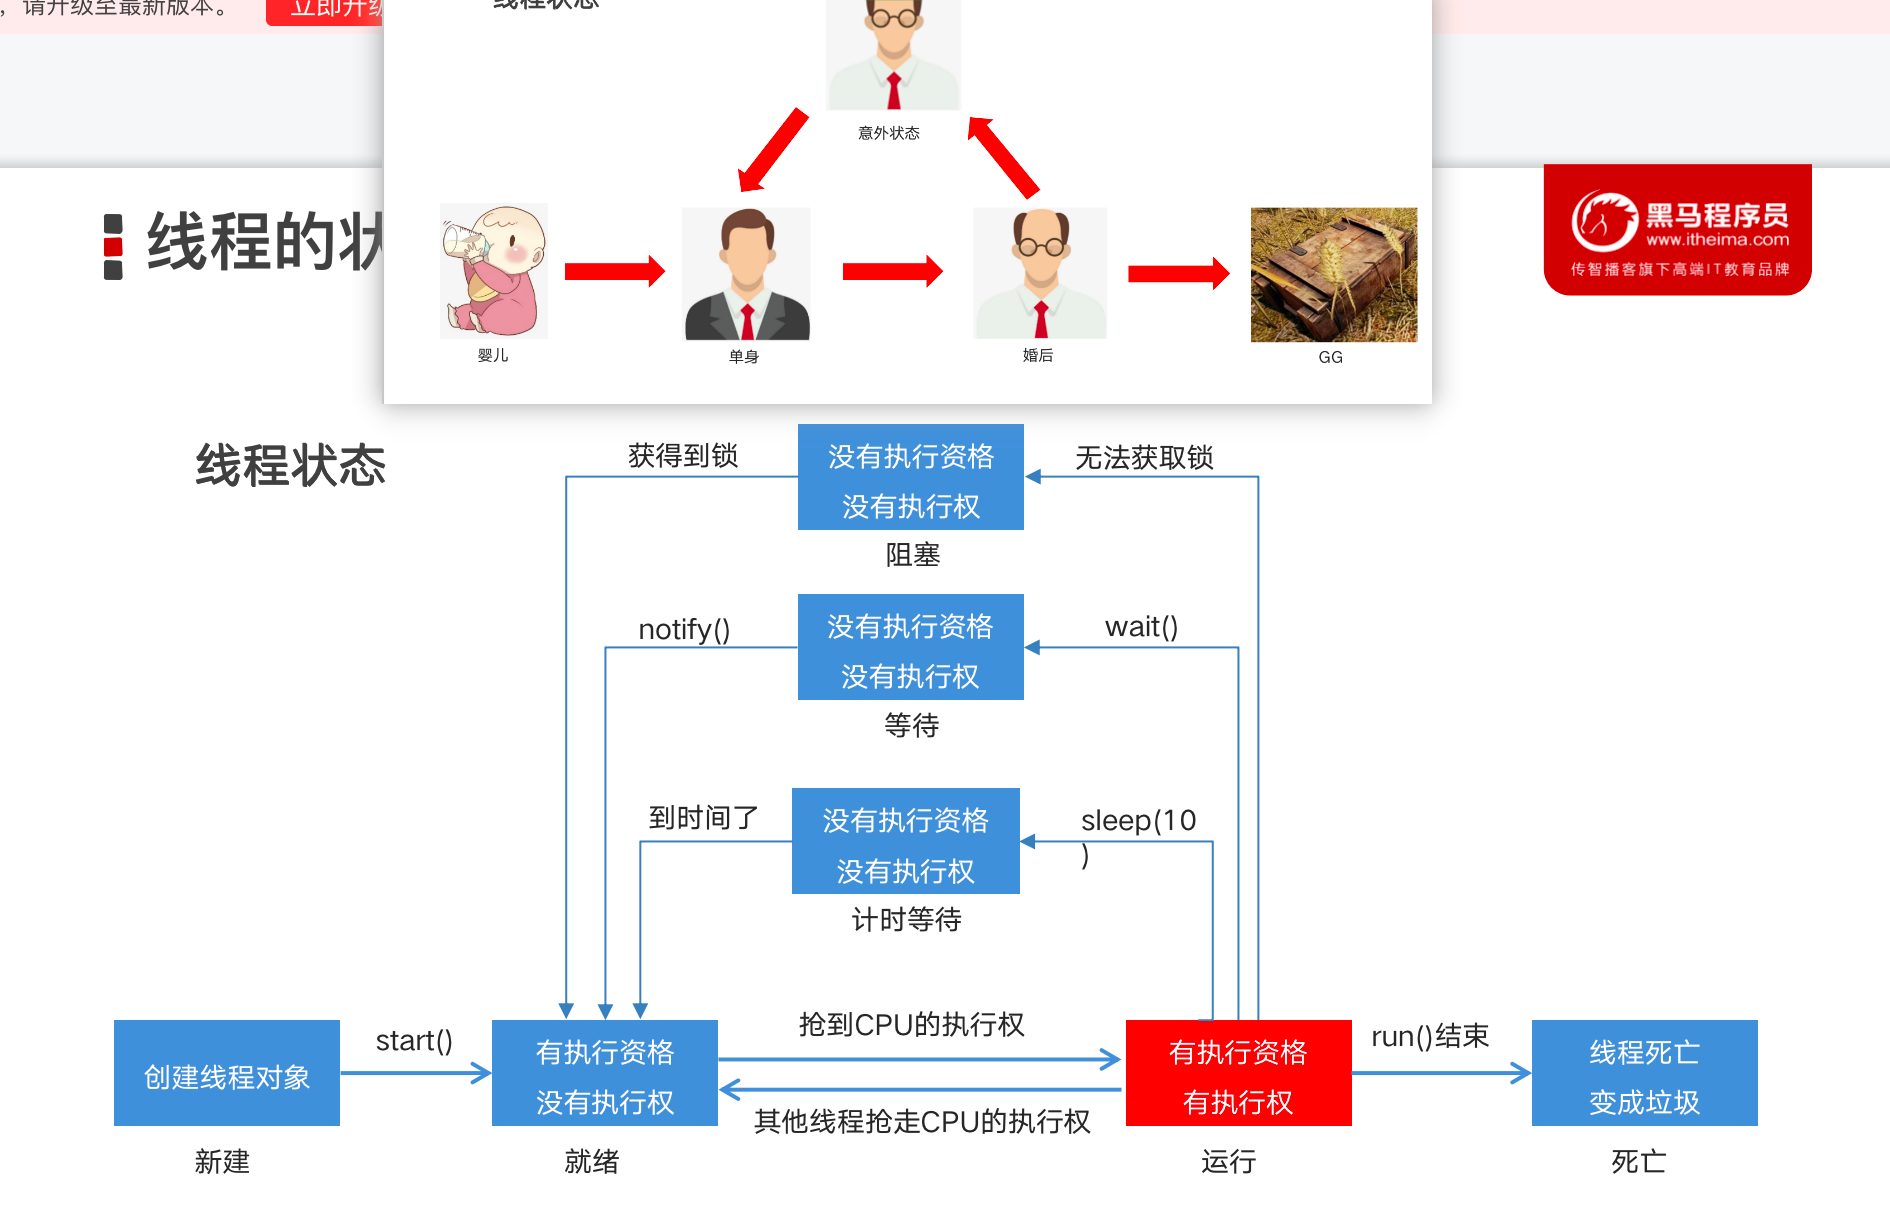 ，请升级至最新版本。
立即升级
线程状态
意外状态
婴儿
单身
婚后
GG
线程的状
黑马程序员
www.itheima.com
传智播客旗下高端IT教育品牌
线程状态
获得到锁
没有执行资格
没有执行权
无法获取锁
阻塞
notify()
没有执行资格
没有执行权
wait()
等待
到时间了
没有执行资格
没有执行权
sleep(10
)
计时等待
创建线程对象
start()
有执行资格
没有执行权
抢到CPU的执行权
其他线程抢走CPU的执行权
有执行资格
有执行权
run()结束
线程死亡
变成垃圾
新建
就绪
运行
死亡